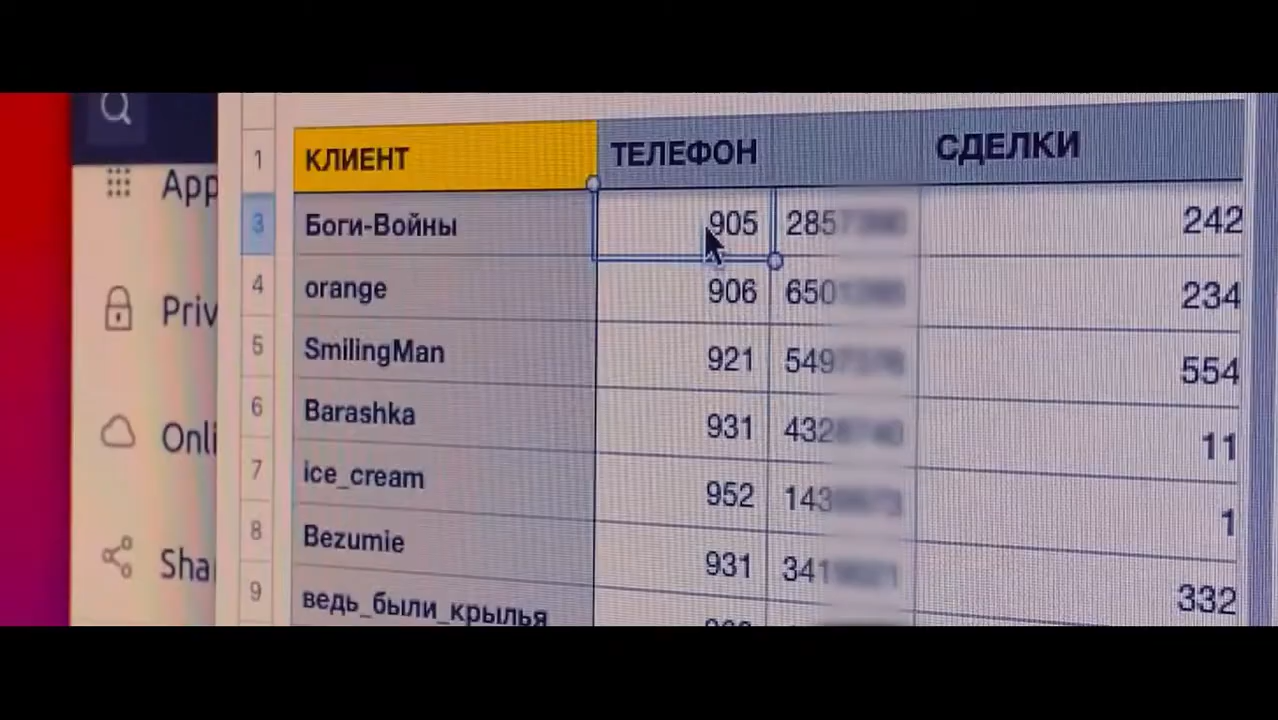 App
1 КЛИЕНТ ТЕЛЕФОН СДЕЛКИ
3 Боги-Войны 905 2857 242
Priv
4 orange 906 650 234
5 SmilingMan 921 549 554
Onli
6 Barashka 931 432 11
7 ice_cream 952 143 1
Sha
8 Bezumie 931 341 332
9 ведь_были_крылья